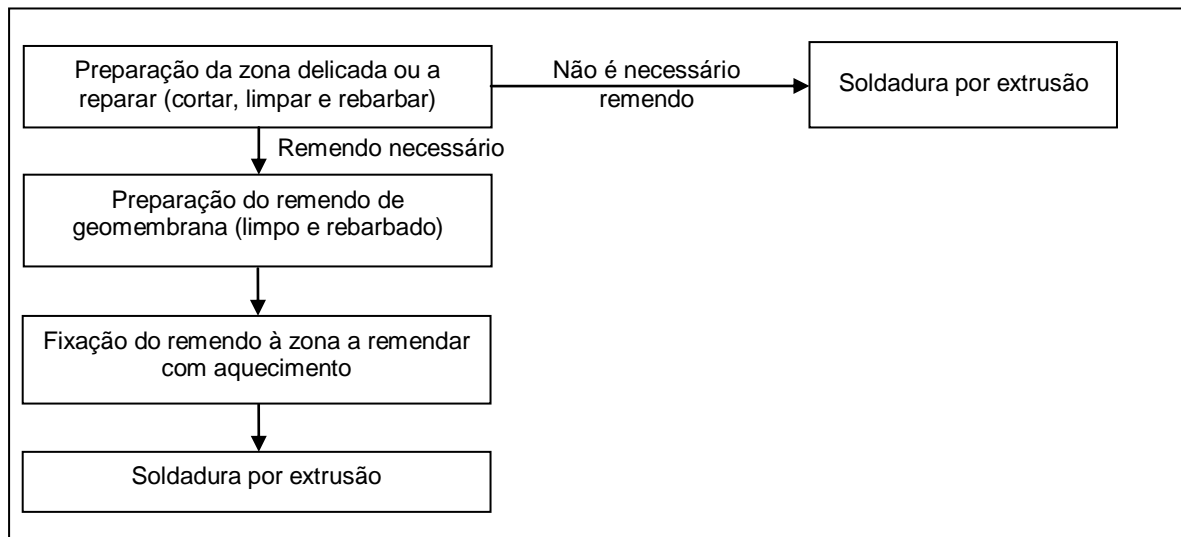 Preparação da zona delicada ou a
reparar (cortar, limpar e rebarbar)
Não é necessário
remendo
Soldadura por extrusão
Remendo necessário
Preparação do remendo de
geomembrana (limpo e rebarbado)
Fixação do remendo à zona a remendar
com aquecimento
Soldadura por extrusão